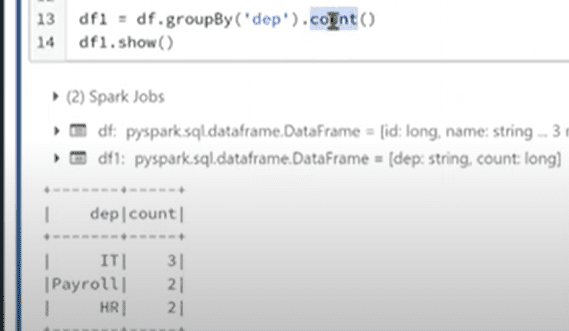 13 df1 = df.groupBy('dep').count()
14 df1.show()
(2) Spark Jobs
df: pyspark.sql.dataframe.DataFrame = [id: long, name: string ... 3
df1: pyspark.sql.dataframe.DataFrame = [dep: string, count: long]
+-------+-----+
|    dep|count|
+-------+-----+
|     IT|    3|
|Payroll|    2|
|     HR|    2|
+-------+-----+